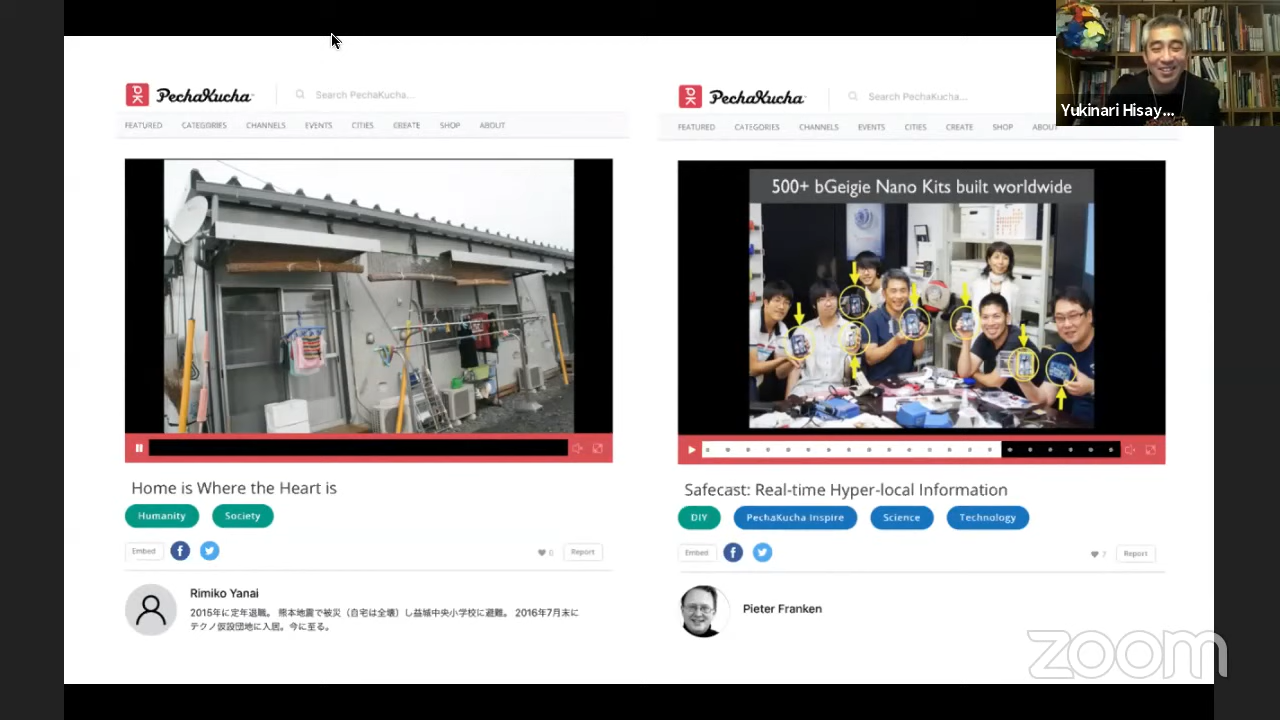 PechaKucha
Search PechaKucha...
FEATURED CATEGORIES CHANNELS EVENTS CITIES CREATE SHOP ABOUT
Home is Where the Heart is
Humanity Society
Embed
0 Report
Rimiko Yanai
2015年に定年退職。 熊本地震で被災（自宅は全壊）し益城中央小学校に避難。 2016年7月末に
テクノ仮設団地に入居。今に至る。
PechaKucha
Search PechaKucha...
FEATURED CATEGORIES CHANNELS EVENTS CITIES CREATE SHOP ABOUT
500+ bGeigie Nano Kits built worldwide
Safecast: Real-time Hyper-local Information
DIY PechaKucha Inspire Science Technology
Embed
7 Report
Pieter Franken
Yukinari Hisay...
zoom